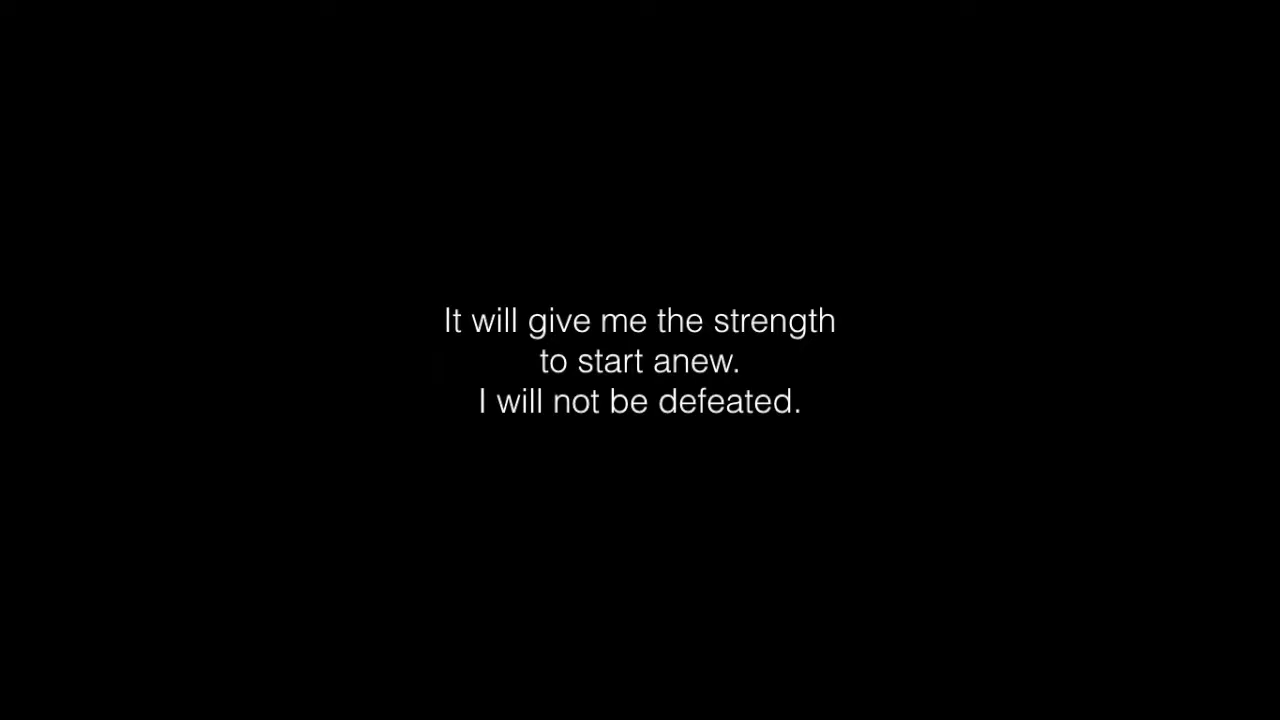 It will give me the strength
to start anew.
I will not be defeated.